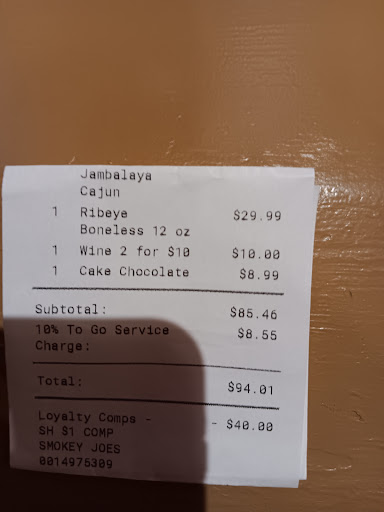 Jambalaya
Cajun
1 Ribeye $29.99
Boneless 12 oz
1 Wine 2 for $10 $10.00
1 Cake Chocolate $8.99
Subtotal: $85.46
10% To Go Service $8.55
Charge:
Total: $94.01
Loyalty Comps - - $40.00
SH $1 COMP
SMOKEY JOES
0014975309